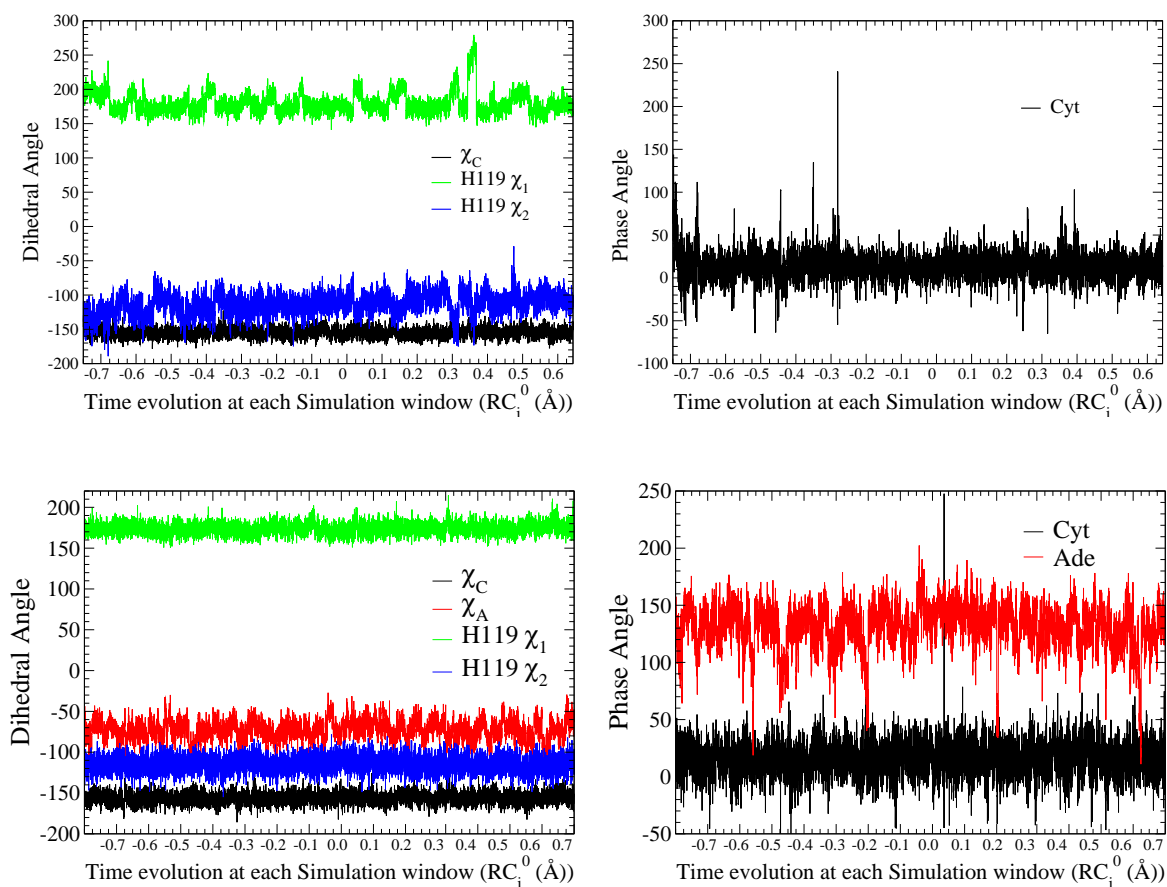 300
250
200
150
100
50
0
-50
-100
-150
-200
Dihedral Angle
χC
H119 χ1
H119 χ2
-0.7 -0.6 -0.5 -0.4 -0.3 -0.2 -0.1 0 0.1 0.2 0.3 0.4 0.5 0.6
Time evolution at each Simulation window (RCi0 (Å))
300
250
200
150
100
50
0
-50
-100
Phase Angle
Cyt
-0.7 -0.6 -0.5 -0.4 -0.3 -0.2 -0.1 0 0.1 0.2 0.3 0.4 0.5 0.6
Time evolution at each Simulation window (RCi0 (Å))
200
150
100
50
0
-50
-100
-150
-200
Dihedral Angle
χC
χA
H119 χ1
H119 χ2
-0.7 -0.6 -0.5 -0.4 -0.3 -0.2 -0.1 0.0 0.1 0.2 0.3 0.4 0.5 0.6 0.7
Time evolution at each Simulation window (RCi0 (Å))
250
200
150
100
50
0
-50
Phase Angle
Cyt
Ade
-0.7 -0.6 -0.5 -0.4 -0.3 -0.2 -0.1 0.0 0.1 0.2 0.3 0.4 0.5 0.6 0.7
Time evolution at each Simulation window (RCi0 (Å))